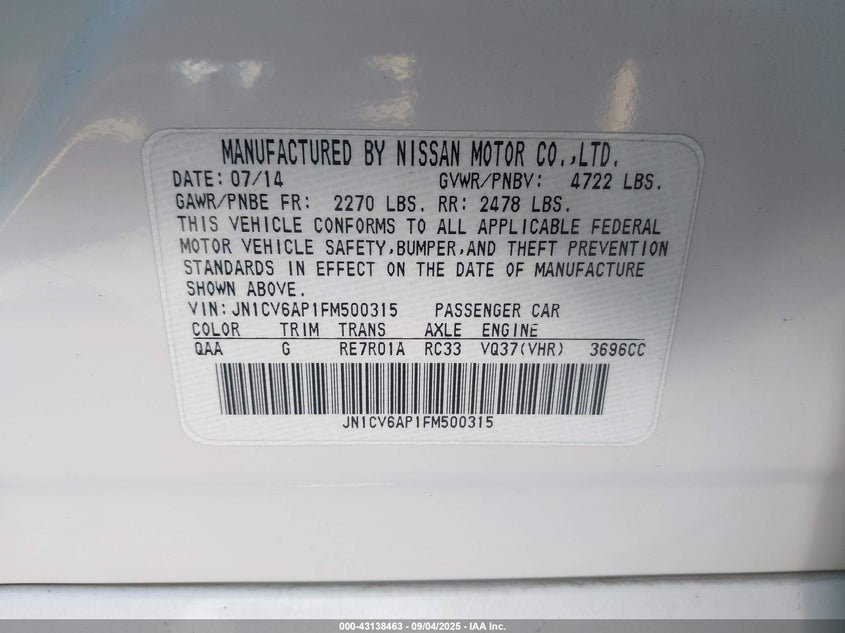 MANUFACTURED BY NISSAN MOTOR CO.,LTD.
DATE: 07/14 GVWR/PNBV: 4722 LBS.
GAWR/PNBE FR: 2270 LBS. RR: 2478 LBS.
THIS VEHICLE CONFORMS TO ALL APPLICABLE FEDERAL
MOTOR VEHICLE SAFETY,BUMPER,AND THEFT PREVENTION
STANDARDS IN EFFECT ON THE DATE OF MANUFACTURE
SHOWN ABOVE.
VIN: JN1CV6AP1FM500315 PASSENGER CAR
COLOR TRIM TRANS AXLE ENGINE
QAA G RE7R01A RC33 VQ37(VHR) 3696CC
JN1CV6AP1FM500315
000-43138463 - 09/04/2025 - IAA Inc.